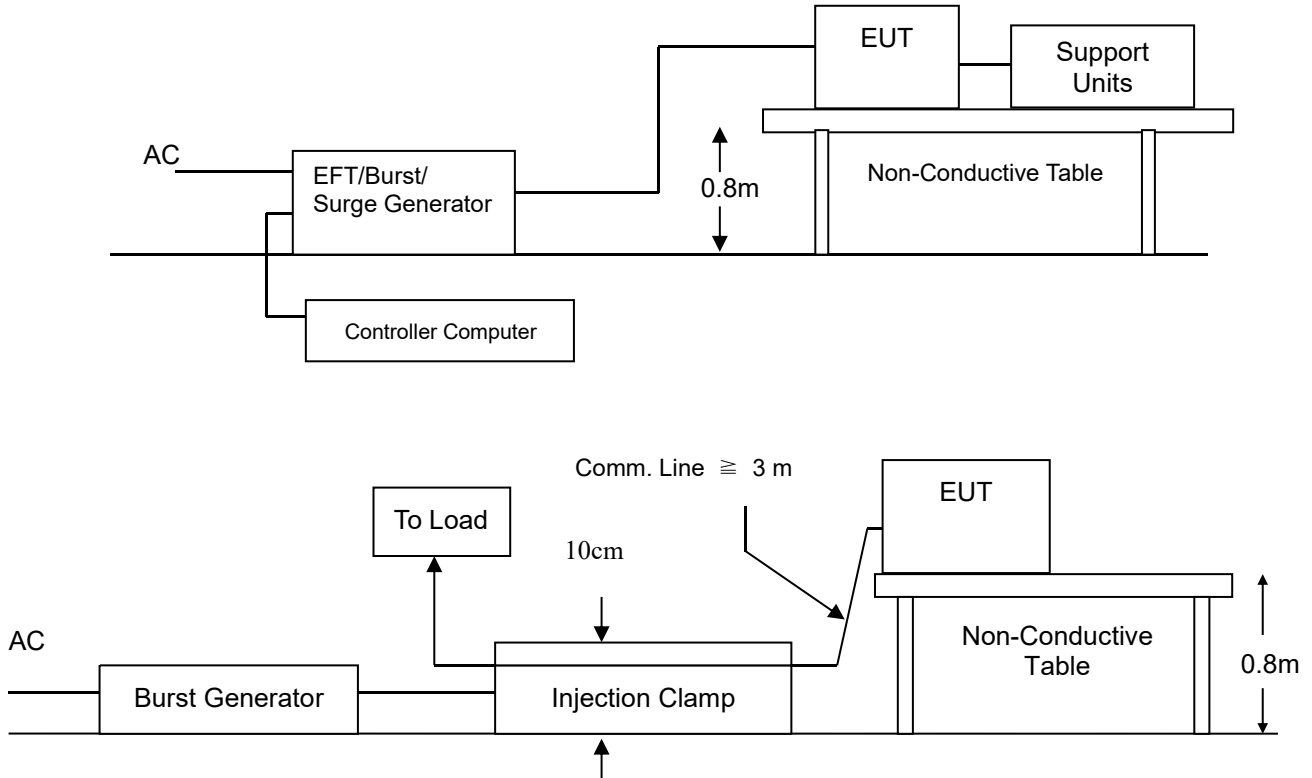 EUT
Support
Units
AC
EFT/Burst/
Surge Generator
0.8m
Non-Conductive Table
Controller Computer
Comm. Line ≧ 3 m
EUT
To Load
10cm
AC
Non-Conductive
Table
0.8m
Burst Generator
Injection Clamp